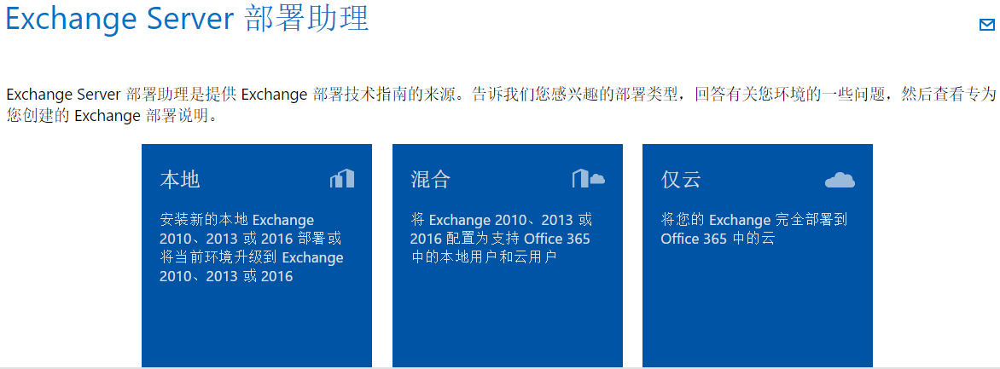 Exchange Server 部署助理
Exchange Server 部署助理是提供 Exchange 部署技术指南的来源。告诉我们您感兴趣的部署类型，回答有关您环境的一些问题，然后查看专为
您创建的 Exchange 部署说明。
本地
安装新的本地 Exchange
2010、2013 或 2016 部署或
将当前环境升级到 Exchange
2010、2013 或 2016
混合
将 Exchange 2010、2013 或
2016 配置为支持 Office 365
中的本地用户和云用户
仅云
将您的 Exchange 完全部署到
Office 365 中的云